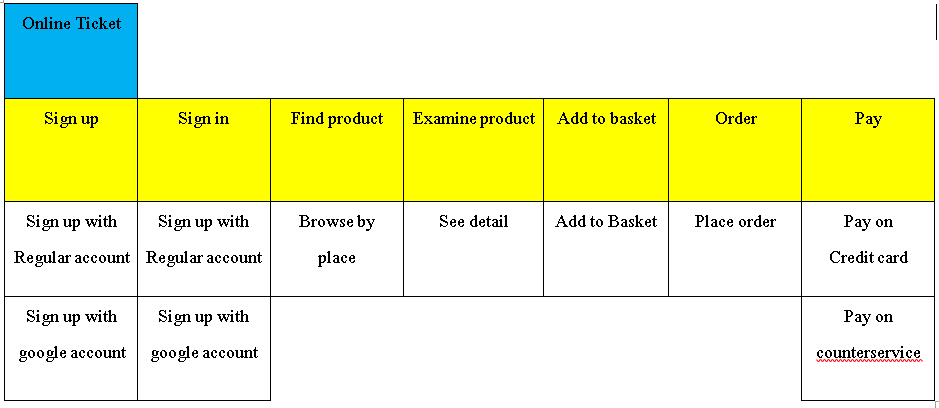 Online Ticket
Sign up Sign in Find product Examine product Add to basket Order Pay
Sign up with Sign up with Browse by See detail Add to Basket Place order Pay on
Regular account Regular account place Credit card
Sign up with Sign up with Pay on
google account google account counterservice